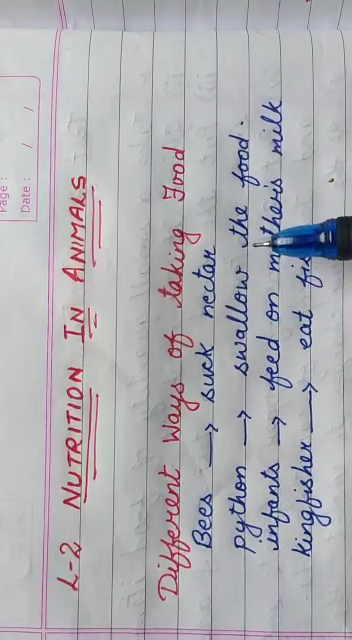 Page:
Date: / /
L-2 NUTRITION IN ANIMALS
Different Ways of taking Food
Bees → suck nectar
Python → swallow the food.
infants → feed on milk
kingfisher → eat